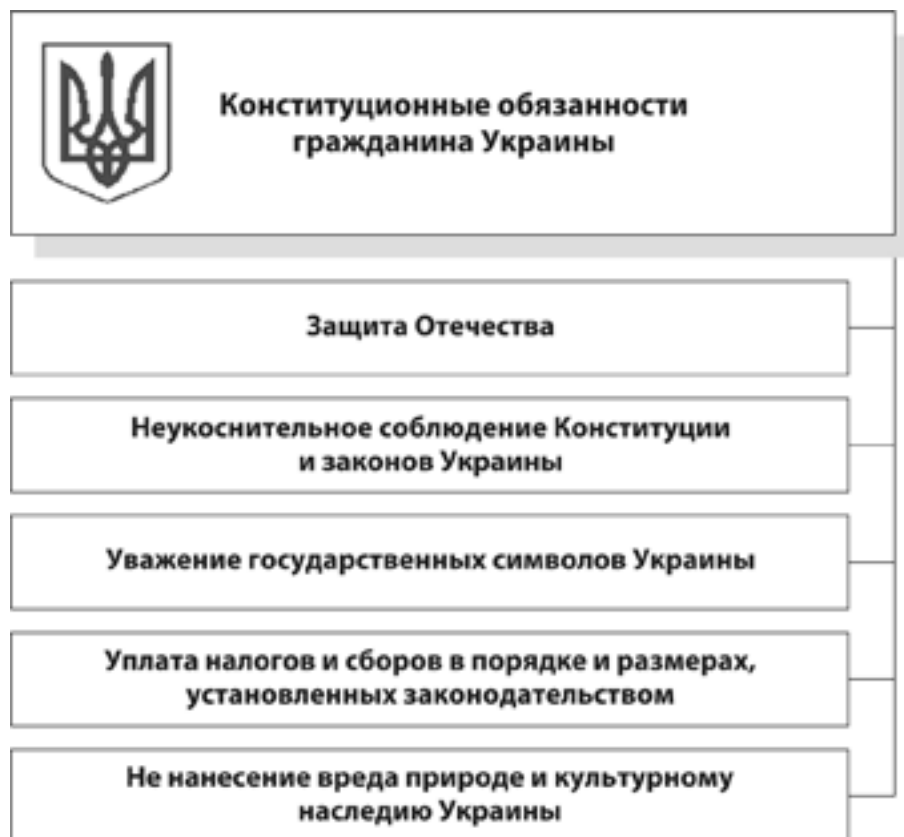 Конституционные обязанности
гражданина Украины
Защита Отечества
Неукоснительное соблюдение Конституции
и законов Украины
Уважение государственных символов Украины
Уплата налогов и сборов в порядке и размерах,
установленных законодательством
Не нанесение вреда природе и культурному
наследию Украины